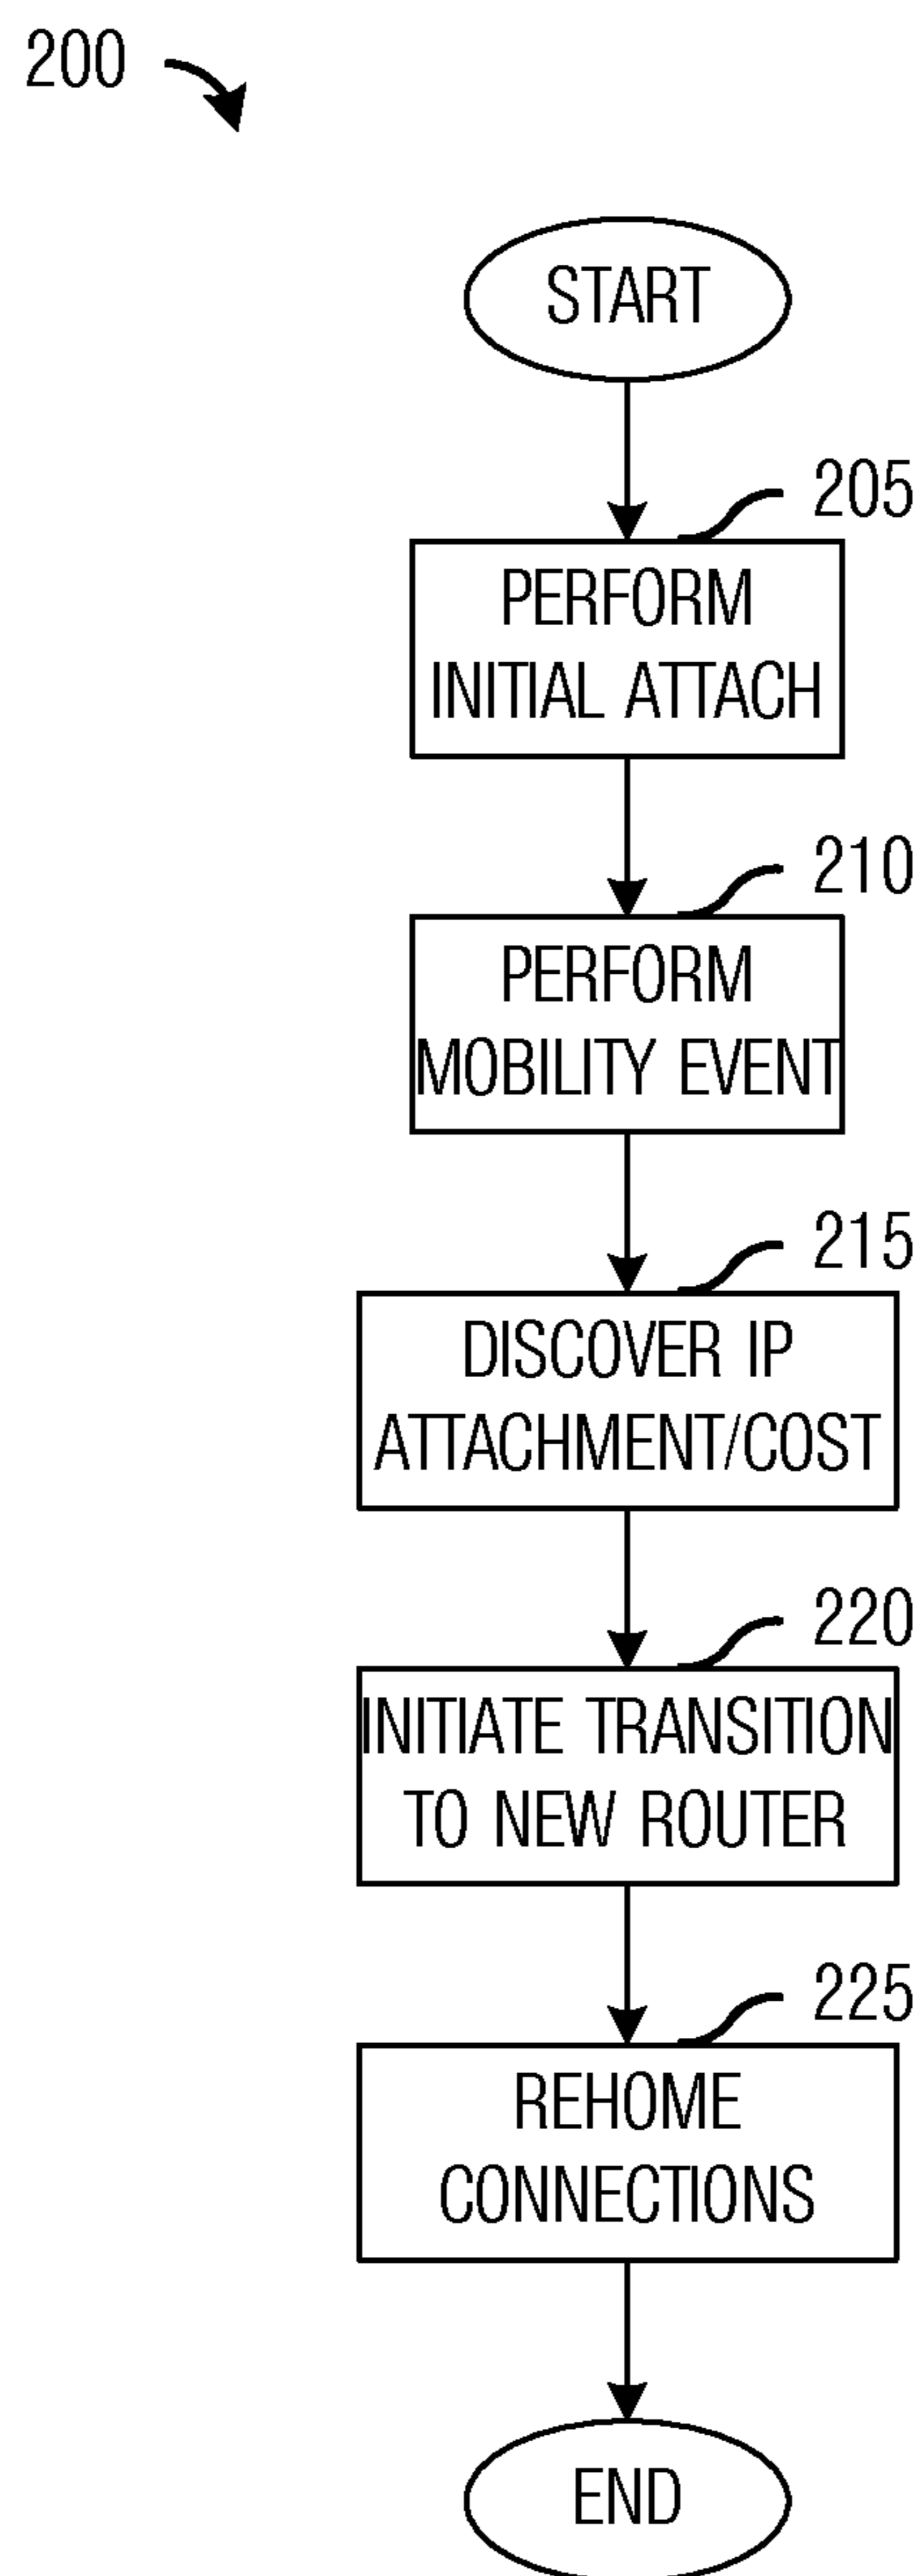 200
START
205
PERFORM
INITIAL ATTACH
210
PERFORM
MOBILITY EVENT
215
DISCOVER IP
ATTACHMENT/COST
220
INITIATE TRANSITION
TO NEW ROUTER
225
REHOME
CONNECTIONS
END